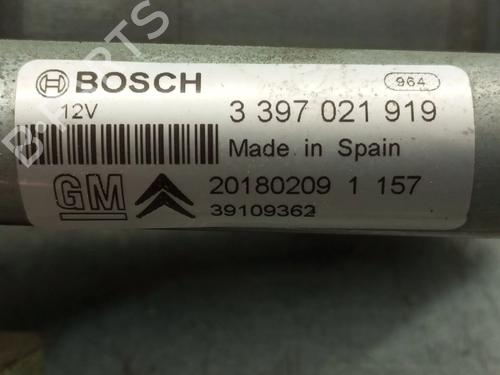 BOSCH
964
12V
3 397 021 919
Made in Spain
GM
20180209 1 157
39109362